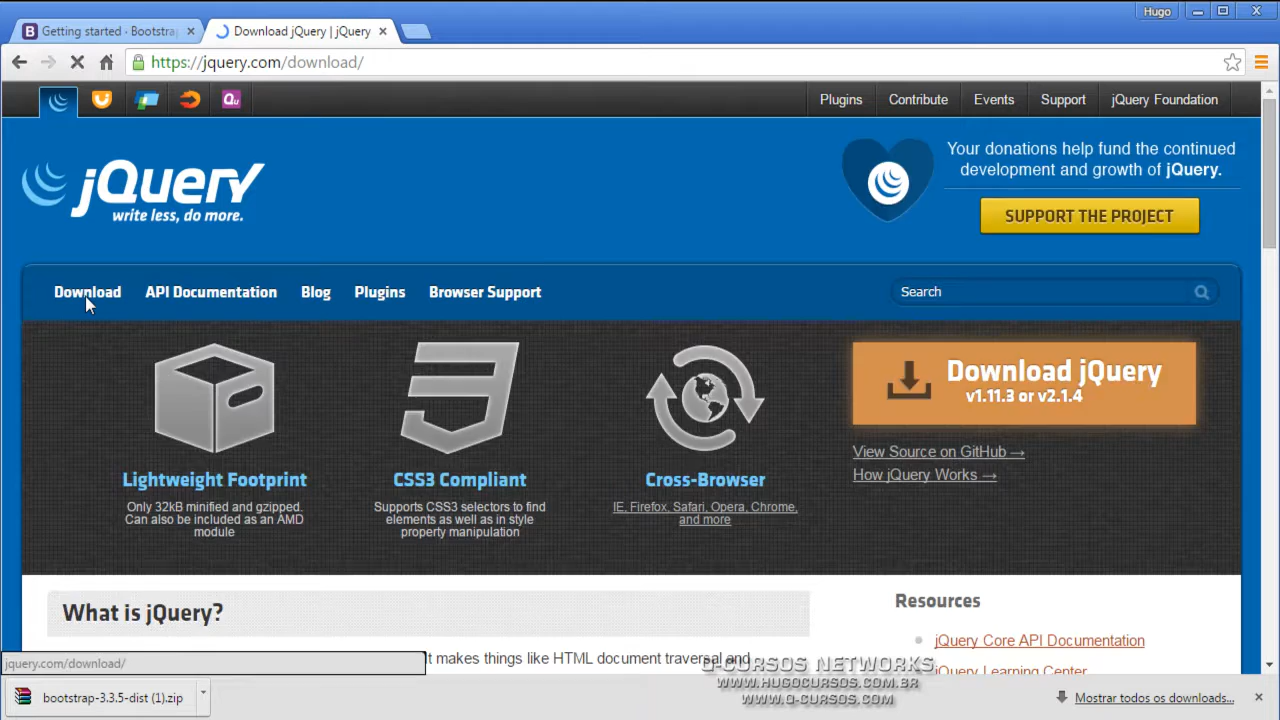 Hugo
Getting started · Bootstrap
Download jQuery | jQuery
https://jquery.com/download/
Plugins
Contribute
Events
Support
jQuery Foundation
jQuery
write less, do more.
Your donations help fund the continued
development and growth of jQuery.
SUPPORT THE PROJECT
Download
API Documentation
Blog
Plugins
Browser Support
Search
Lightweight Footprint
Only 32kB minified and gzipped.
Can also be included as an AMD
module
CSS3 Compliant
Supports CSS3 selectors to find
elements as well as in style
property manipulation
Cross-Browser
IE, Firefox, Safari, Opera, Chrome,
and more
Download jQuery
v1.11.3 or v2.1.4
View Source on GitHub →
How jQuery Works →
What is jQuery?
It makes things like HTML document traversal and
Resources
jQuery Core API Documentation
jQuery Learning Center
jquery.com/download/
Q-CURSOS NETWORKS
WWW.HUGOCURSOS.COM.BR
WWW.Q-CURSOS.COM
bootstrap-3.3.5-dist (1).zip
Mostrar todos os downloads...